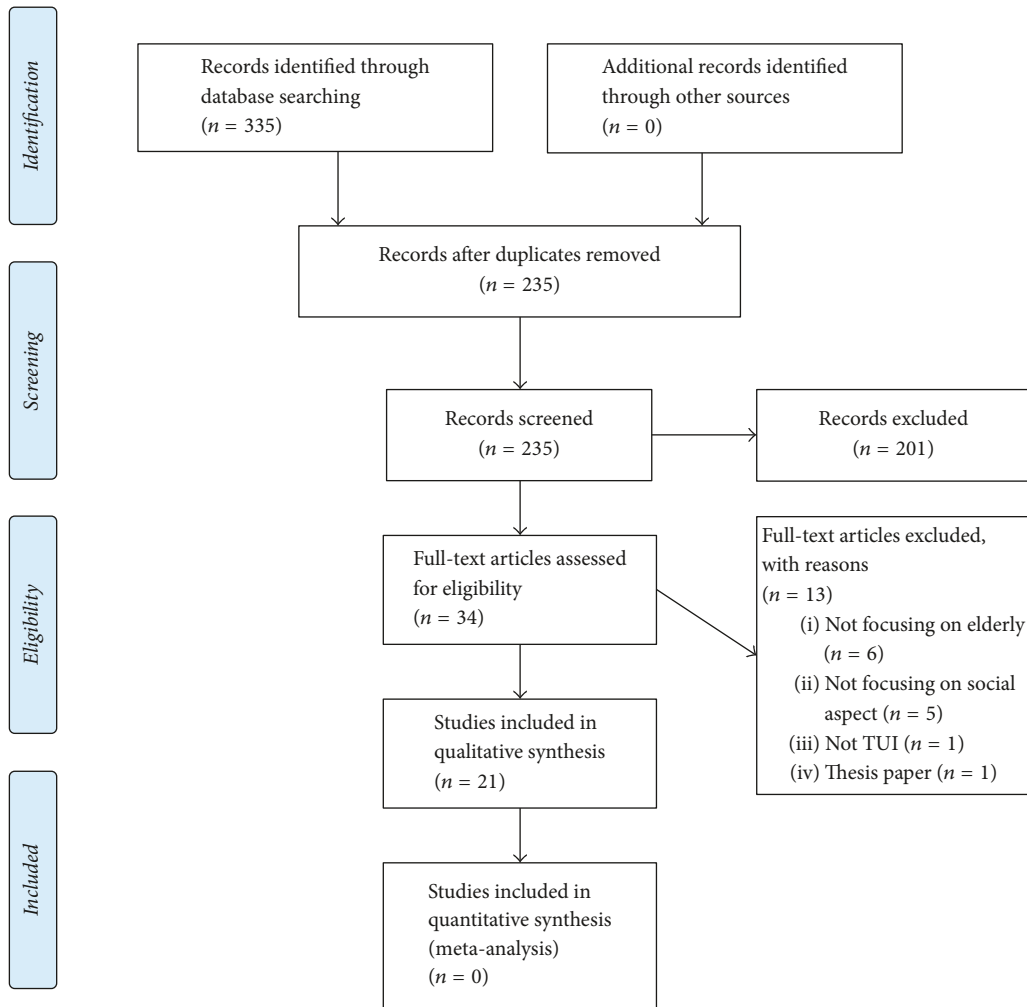 Identification
Records identified through
database searching
(n = 335)
Additional records identified
through other sources
(n = 0)
Records after duplicates removed
(n = 235)
Screening
Records screened
(n = 235)
Records excluded
(n = 201)
Eligibility
Full-text articles assessed
for eligibility
(n = 34)
Full-text articles excluded,
with reasons
(n = 13)
(i) Not focusing on elderly
(n = 6)
(ii) Not focusing on social
aspect (n = 5)
(iii) Not TUI (n = 1)
(iv) Thesis paper (n = 1)
Studies included in
qualitative synthesis
(n = 21)
Included
Studies included in
quantitative synthesis
(meta-analysis)
(n = 0)